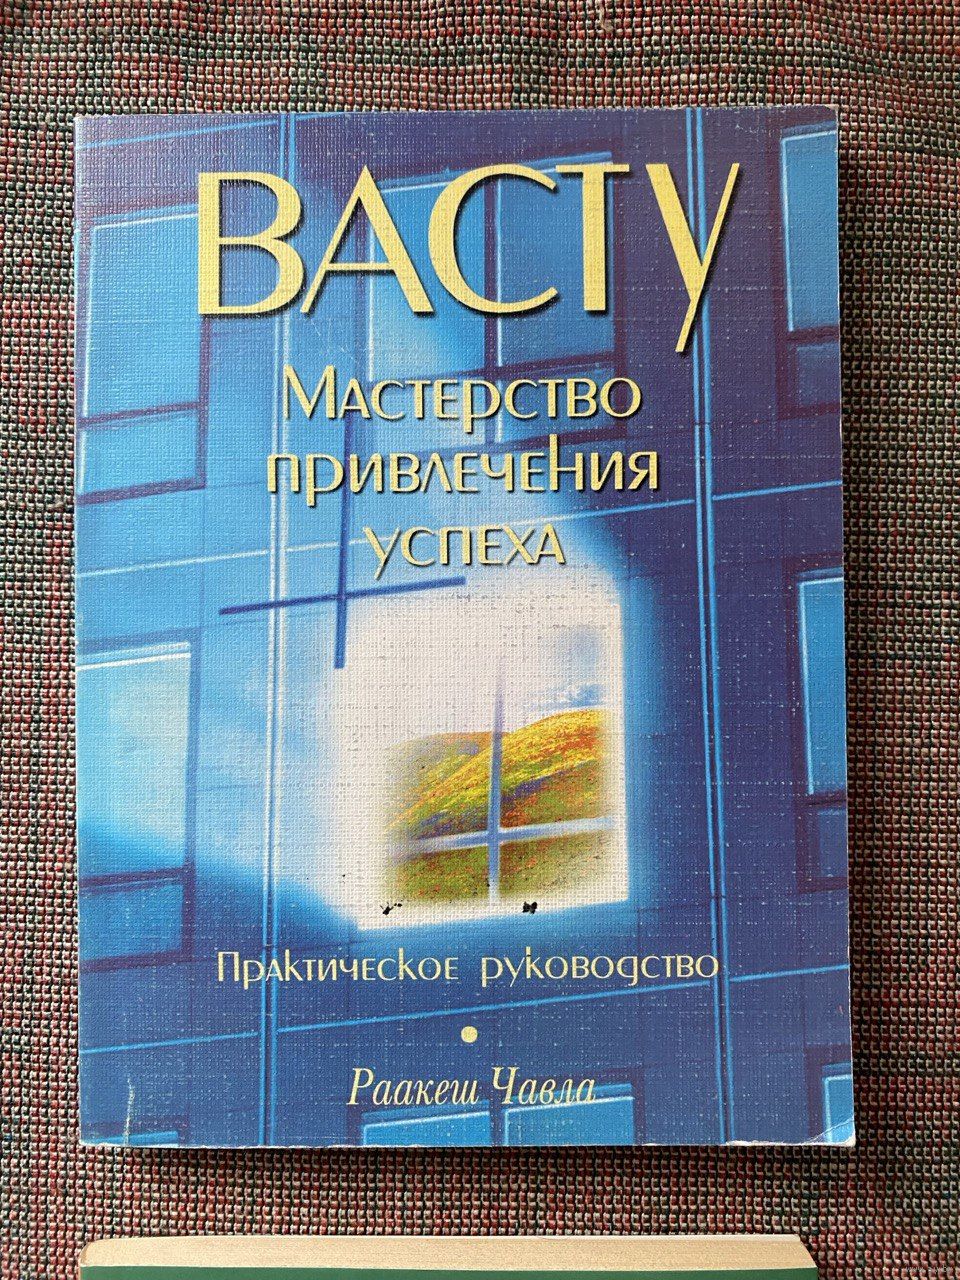 ВАСТУ
Мастерство
привлечения
успеха
Практическое руководство
Раакеш Чавла